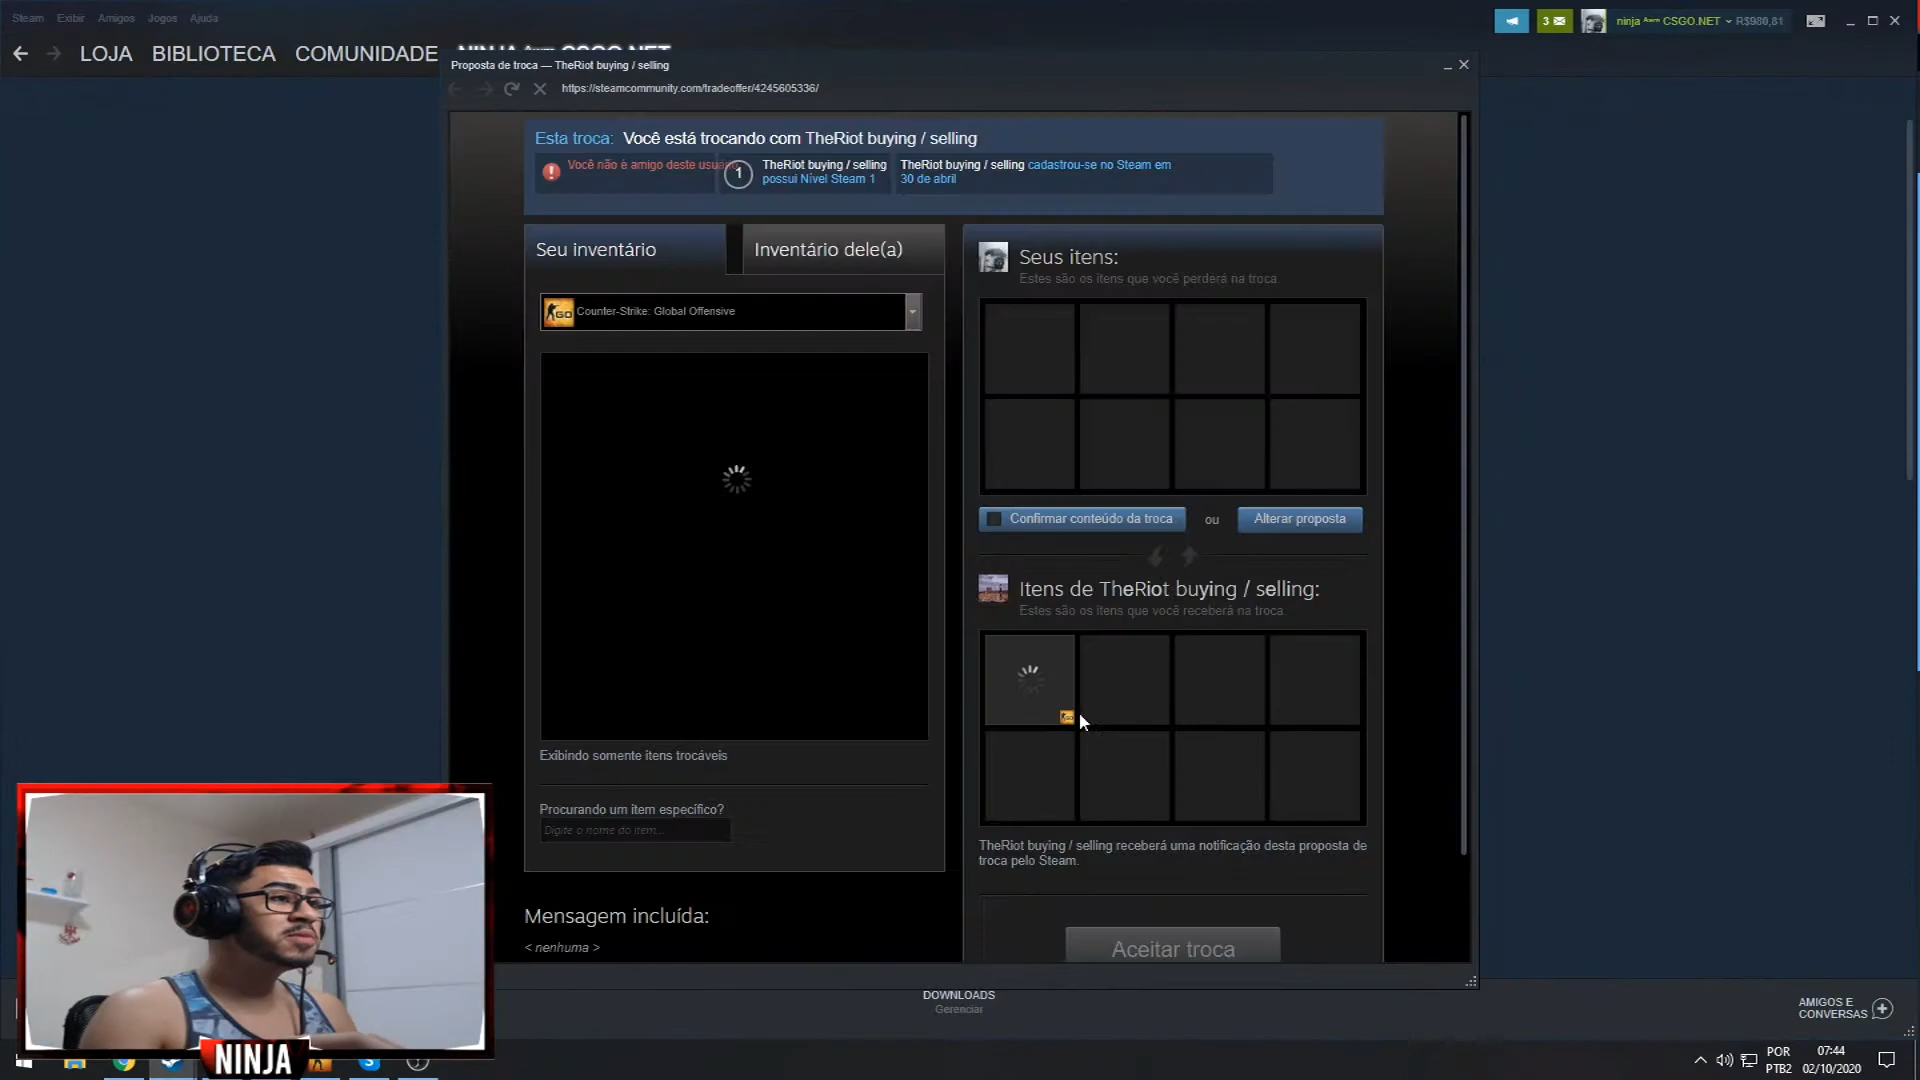 Steam Exibir Amigos Jogos Ajuda
3 ninja CSGO.NET R$980,81
LOJA BIBLIOTECA COMUNIDADE NINJA CSGO.NET
Proposta de troca — TheRiot buying / selling
https://steamcommunity.com/tradeoffer/4245605336/
Esta troca: Você está trocando com TheRiot buying / selling
Você não é amigo deste
1
TheRiot buying / selling
possui Nível Steam 1
TheRiot buying / selling cadastrou-se no Steam em
30 de abril
Seu inventário
Inventário dele(a)
GO Counter-Strike: Global Offensive
Exibindo somente itens trocáveis
Procurando um item específico?
Digite o nome do item...
Mensagem incluída:
< nenhuma >
Seus itens:
Estes são os itens que você perderá na troca.
Confirmar conteúdo da troca ou Alterar proposta
Itens de TheRiot buying / selling:
Estes são os itens que você receberá na troca.
TheRiot buying / selling receberá uma notificação desta proposta de
troca pelo Steam.
Aceitar troca
DOWNLOADS
Gerenciar
AMIGOS E
CONVERSAS
NINJA
POR
PTB2
07:44
02/10/2020